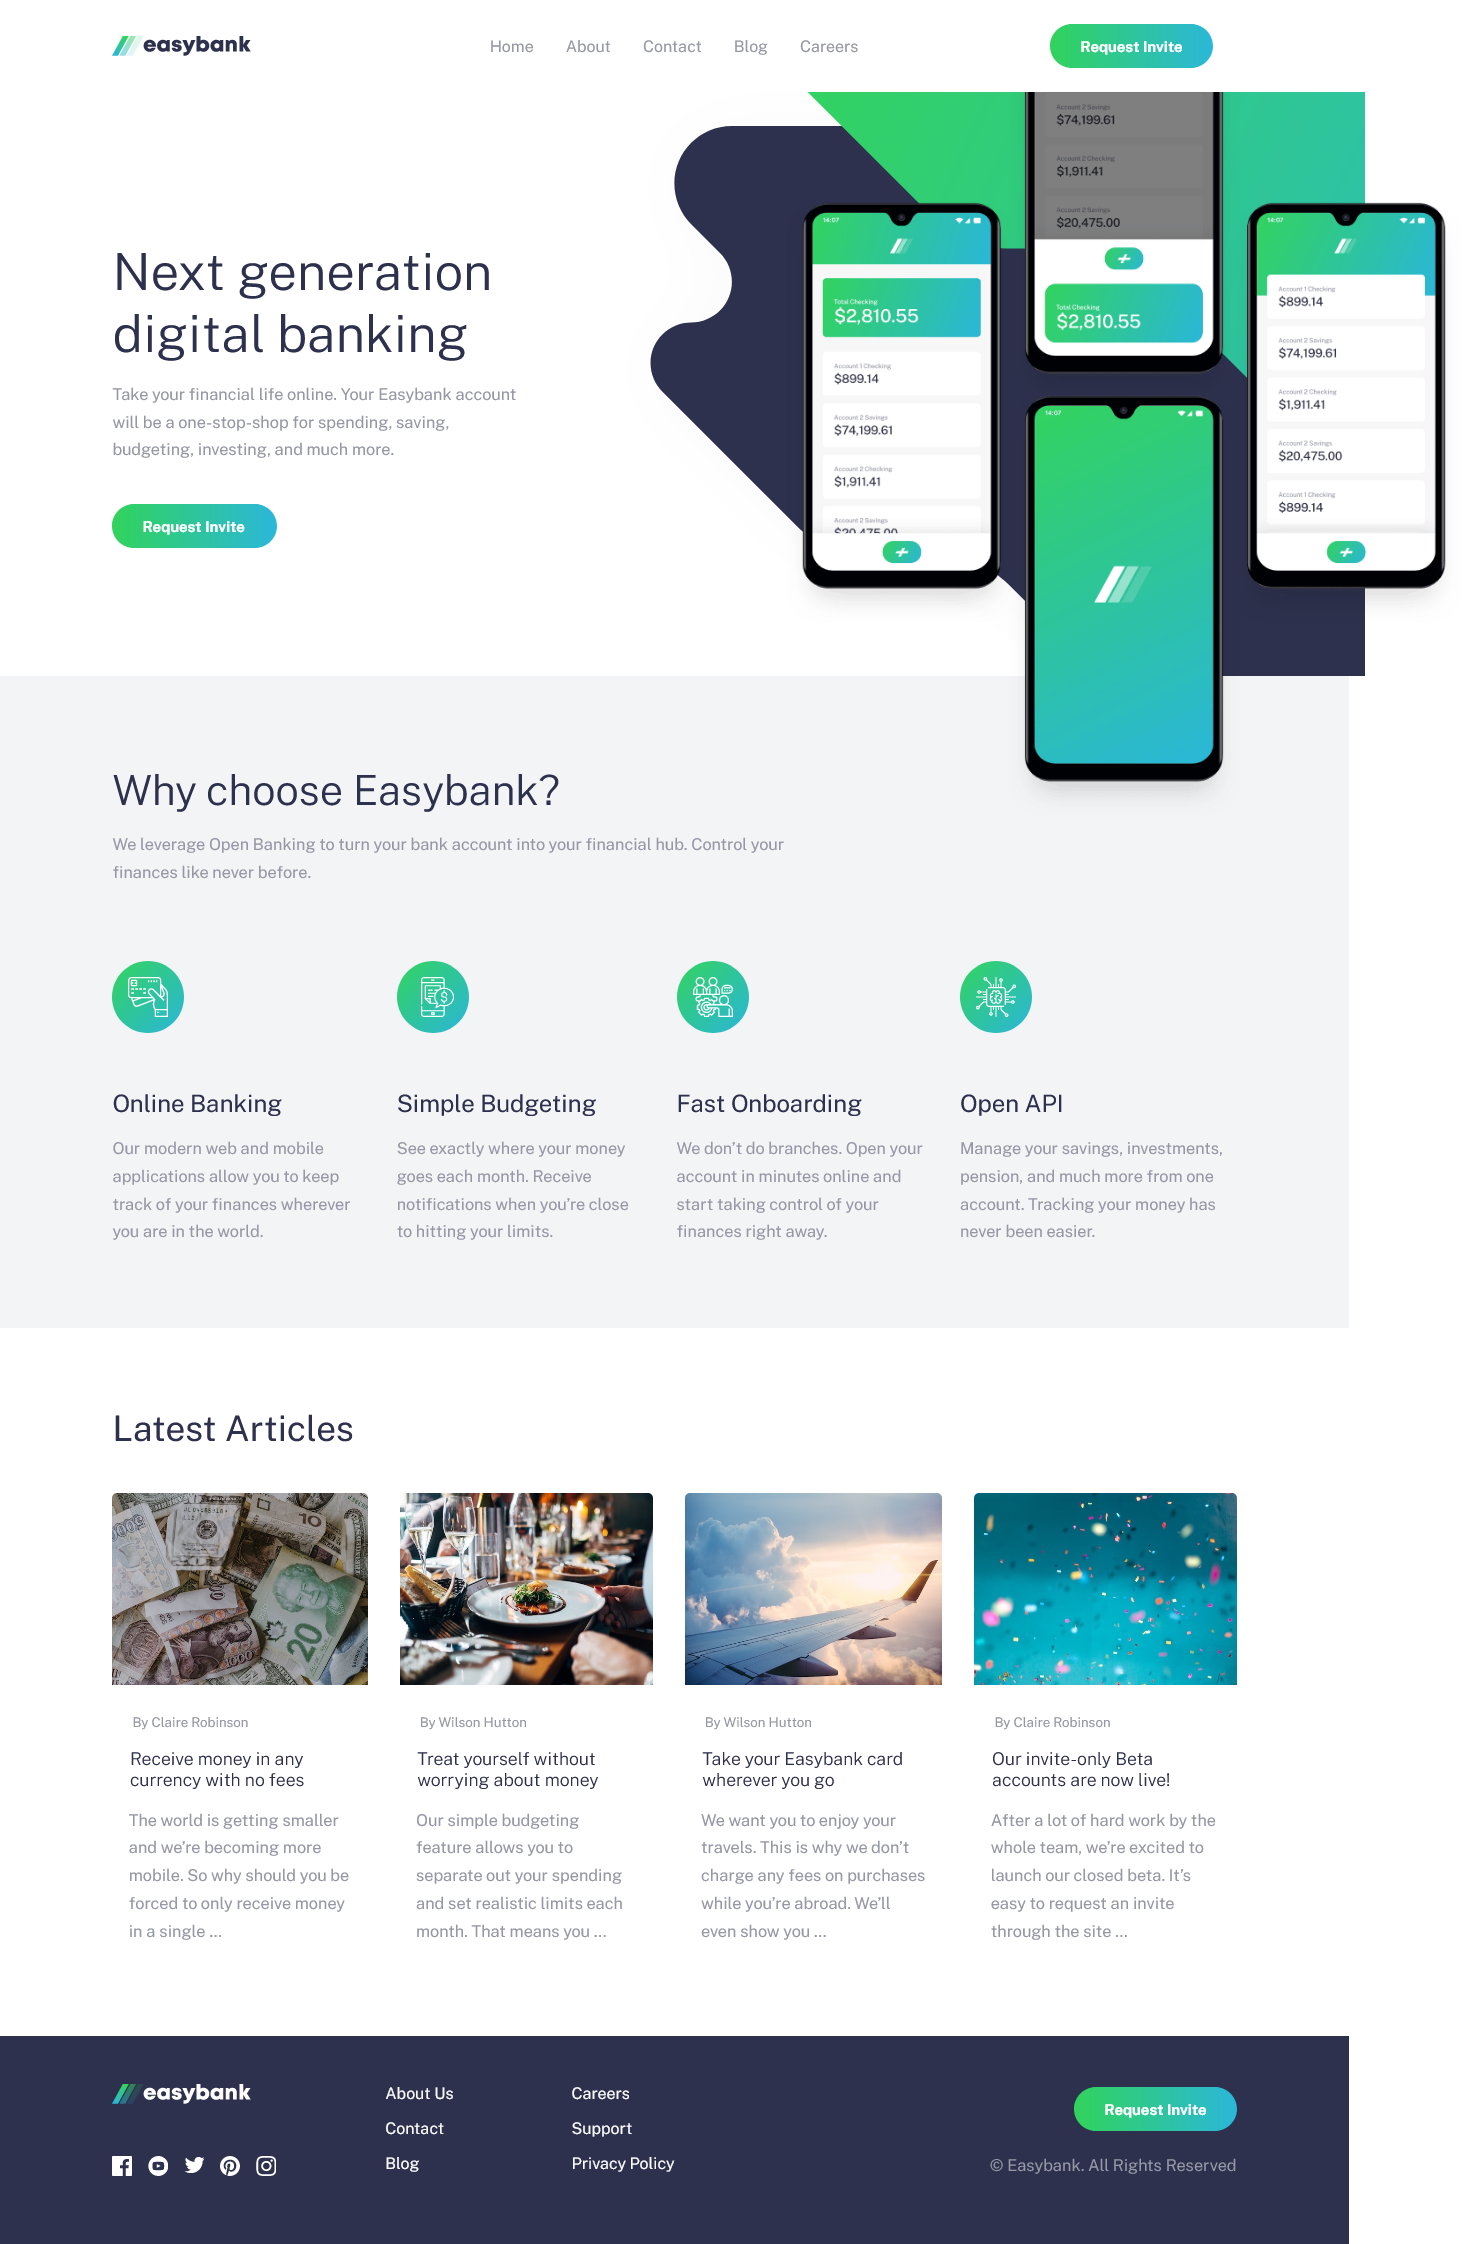 easybank
Home
About
Contact
Blog
Careers
Request Invite
Next generation
digital banking
Take your financial life online. Your Easybank account
will be a one-stop-shop for spending, saving,
budgeting, investing, and much more.
Request Invite
Account 2 Savings
$74,199.61
Account 2 Checking
$1,911.41
Account 2 Savings
$20,475.00
Total Checking
$2,810.55
14:07
Total Checking
$2,810.55
Account 1 Checking
$899.14
Account 2 Savings
$74,199.61
Account 2 Checking
$1,911.41
Account 2 Savings
$20,475.00
14:07
14:07
Account 1 Checking
$899.14
Account 2 Savings
$74,199.61
Account 2 Checking
$1,911.41
Account 2 Savings
$20,475.00
Account 1 Checking
$899.14
Why choose Easybank?
We leverage Open Banking to turn your bank account into your financial hub. Control your
finances like never before.
Online Banking
Our modern web and mobile
applications allow you to keep
track of your finances wherever
you are in the world.
Simple Budgeting
See exactly where your money
goes each month. Receive
notifications when you’re close
to hitting your limits.
Fast Onboarding
We don’t do branches. Open your
account in minutes online and
start taking control of your
finances right away.
Open API
Manage your savings, investments,
pension, and much more from one
account. Tracking your money has
never been easier.
Latest Articles
5000
10
20
1000
By Claire Robinson
Receive money in any
currency with no fees
The world is getting smaller
and we’re becoming more
mobile. So why should you be
forced to only receive money
in a single …
By Wilson Hutton
Treat yourself without
worrying about money
Our simple budgeting
feature allows you to
separate out your spending
and set realistic limits each
month. That means you …
By Wilson Hutton
Take your Easybank card
wherever you go
We want you to enjoy your
travels. This is why we don’t
charge any fees on purchases
while you’re abroad. We’ll
even show you …
By Claire Robinson
Our invite-only Beta
accounts are now live!
After a lot of hard work by the
whole team, we’re excited to
launch our closed beta. It’s
easy to request an invite
through the site …
easybank
About Us
Contact
Blog
Careers
Support
Privacy Policy
Request Invite
© Easybank. All Rights Reserved